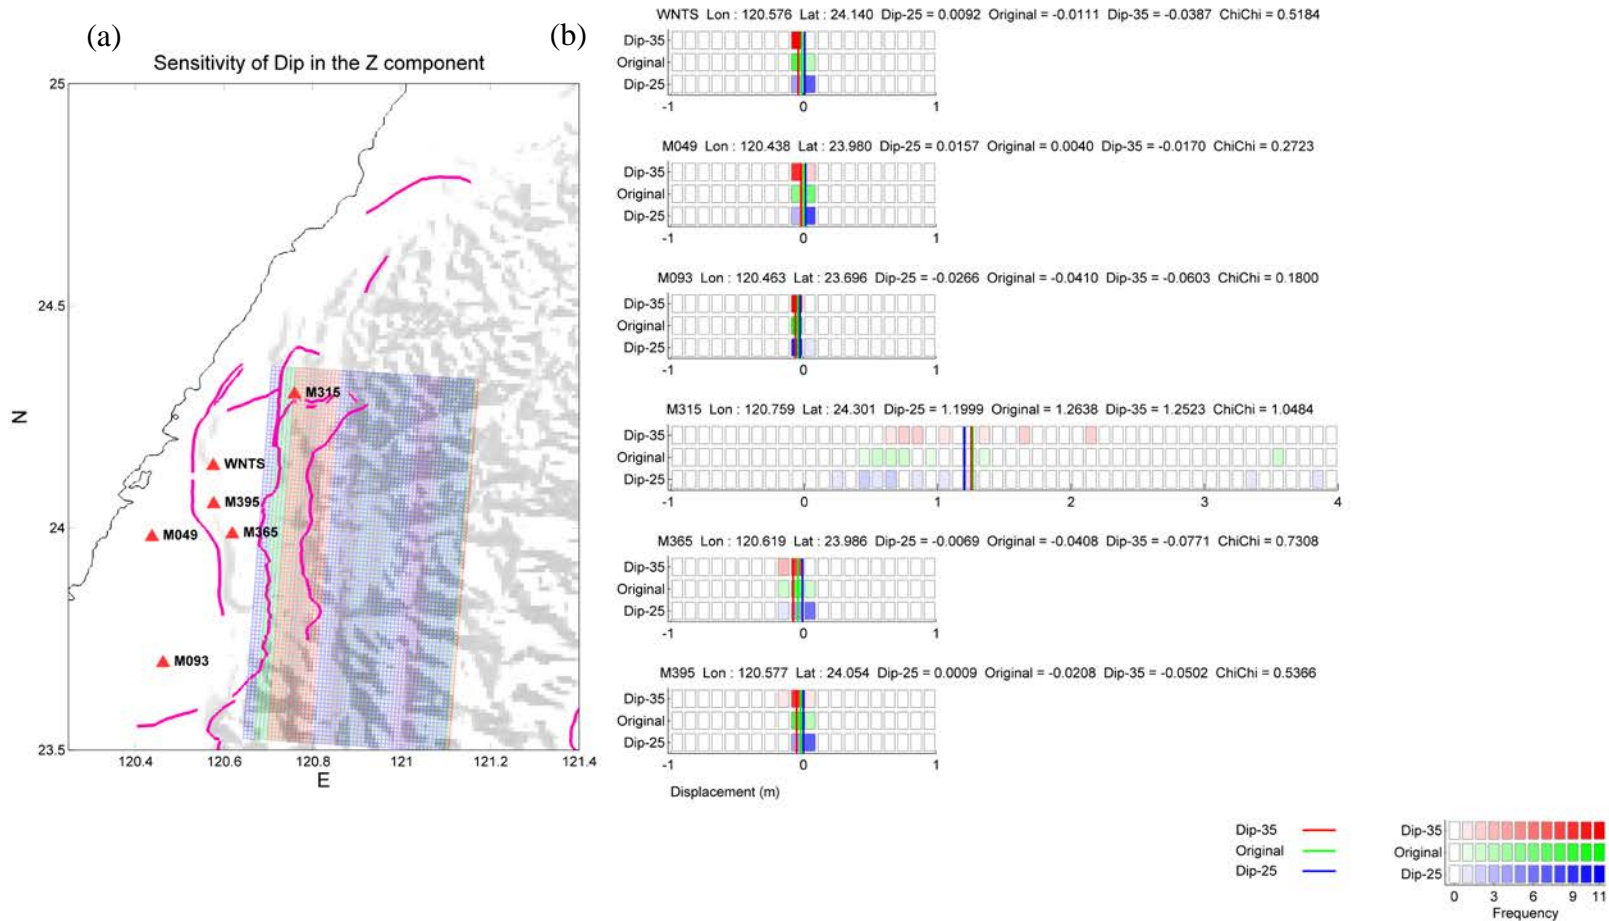 (a)
Sensitivity of Dip in the Z component
25
24.5
24
23.5
N
120.4 120.6 120.8 121 121.2 121.4
E
M315
WNTS
M395
M365
M049
M093
(b)
WNTS Lon : 120.576 Lat : 24.140 Dip-25 = 0.0092 Original = -0.0111 Dip-35 = -0.0387 ChiChi = 0.5184
Dip-35
Original
Dip-25
-1 0 1
M049 Lon : 120.438 Lat : 23.980 Dip-25 = 0.0157 Original = 0.0040 Dip-35 = -0.0170 ChiChi = 0.2723
Dip-35
Original
Dip-25
-1 0 1
M093 Lon : 120.463 Lat : 23.696 Dip-25 = -0.0266 Original = -0.0410 Dip-35 = -0.0603 ChiChi = 0.1800
Dip-35
Original
Dip-25
-1 0 1
M315 Lon : 120.759 Lat : 24.301 Dip-25 = 1.1999 Original = 1.2638 Dip-35 = 1.2523 ChiChi = 1.0484
Dip-35
Original
Dip-25
-1 0 1 2 3 4
M365 Lon : 120.619 Lat : 23.986 Dip-25 = -0.0069 Original = -0.0408 Dip-35 = -0.0771 ChiChi = 0.7308
Dip-35
Original
Dip-25
-1 0 1
M395 Lon : 120.577 Lat : 24.054 Dip-25 = 0.0009 Original = -0.0208 Dip-35 = -0.0502 ChiChi = 0.5366
Dip-35
Original
Dip-25
-1 0 1
Displacement (m)
Dip-35
Original
Dip-25
Dip-35
Original
Dip-25
0 3 6 9 11
Frequency